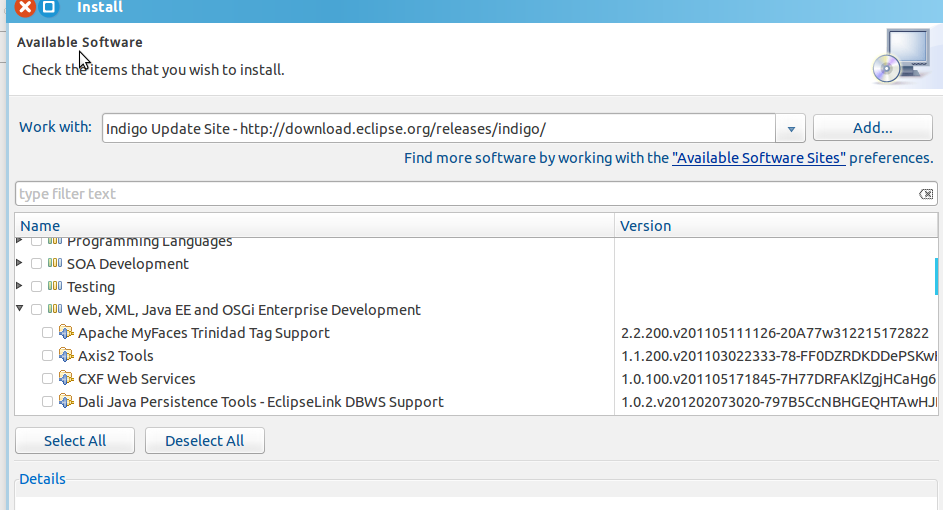 Install
Available Software
Check the items that you wish to install.
Work with: Indigo Update Site - http://download.eclipse.org/releases/indigo/ Add...
Find more software by working with the "Available Software Sites" preferences.
type filter text
Name Version
Programming Languages
SOA Development
Testing
Web, XML, Java EE and OSGi Enterprise Development
Apache MyFaces Trinidad Tag Support 2.2.200.v201105111126-20A77w312215172822
Axis2 Tools 1.1.200.v201103022333-78-FF0DZRDKDDePSKwH
CXF Web Services 1.0.100.v201105171845-7H77DRFAKlZgjHCaHg6
Dali Java Persistence Tools - EclipseLink DBWS Support 1.0.2.v201202073020-797B5CcNBHGEQHTAwHJI
Select All Deselect All
Details